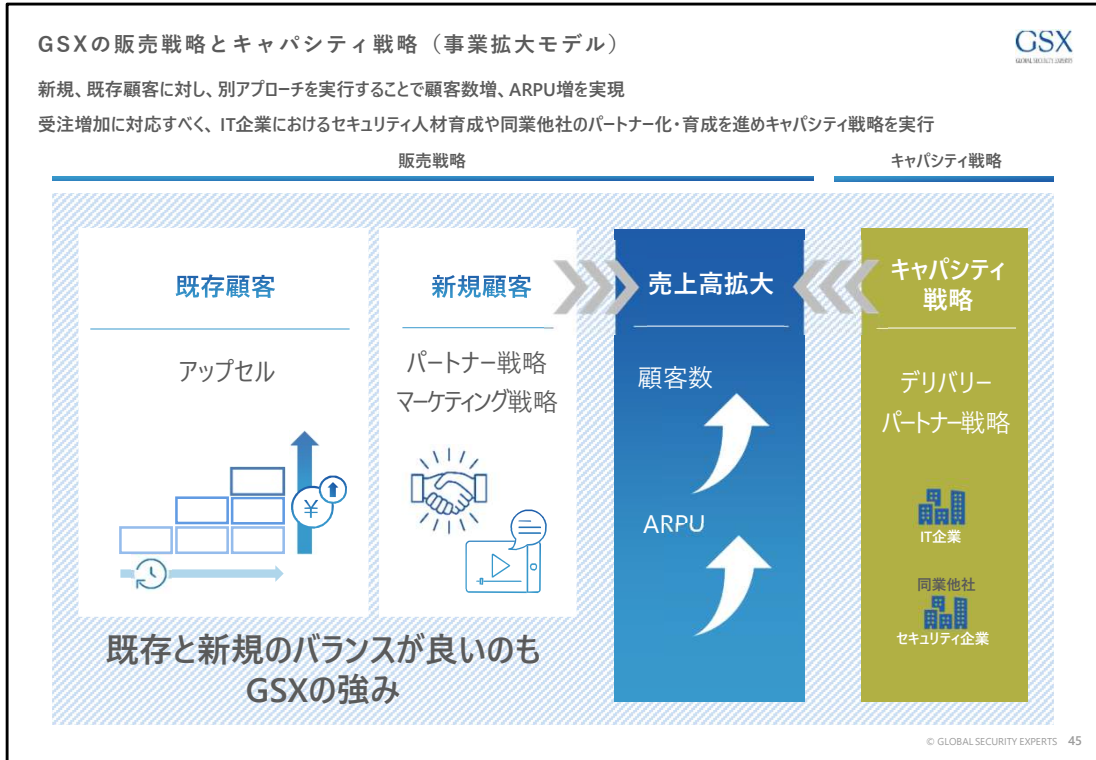 GSXの販売戦略とキャパシティ戦略（事業拡大モデル）
GSX
GLOBAL SECURITY EXPERTS
新規、既存顧客に対し、別アプローチを実行することで顧客数増、ARPU増を実現
受注増加に対応すべく、IT企業におけるセキュリティ人材育成や同業他社のパートナー化・育成を進めキャパシティ戦略を実行
販売戦略
キャパシティ戦略
既存顧客
アップセル
¥
新規顧客
パートナー戦略
マーケティング戦略
既存と新規のバランスが良いのも
GSXの強み
売上高拡大
顧客数
ARPU
キャパシティ
戦略
デリバリー
パートナー戦略
IT企業
同業他社
セキュリティ企業
© GLOBAL SECURITY EXPERTS 45